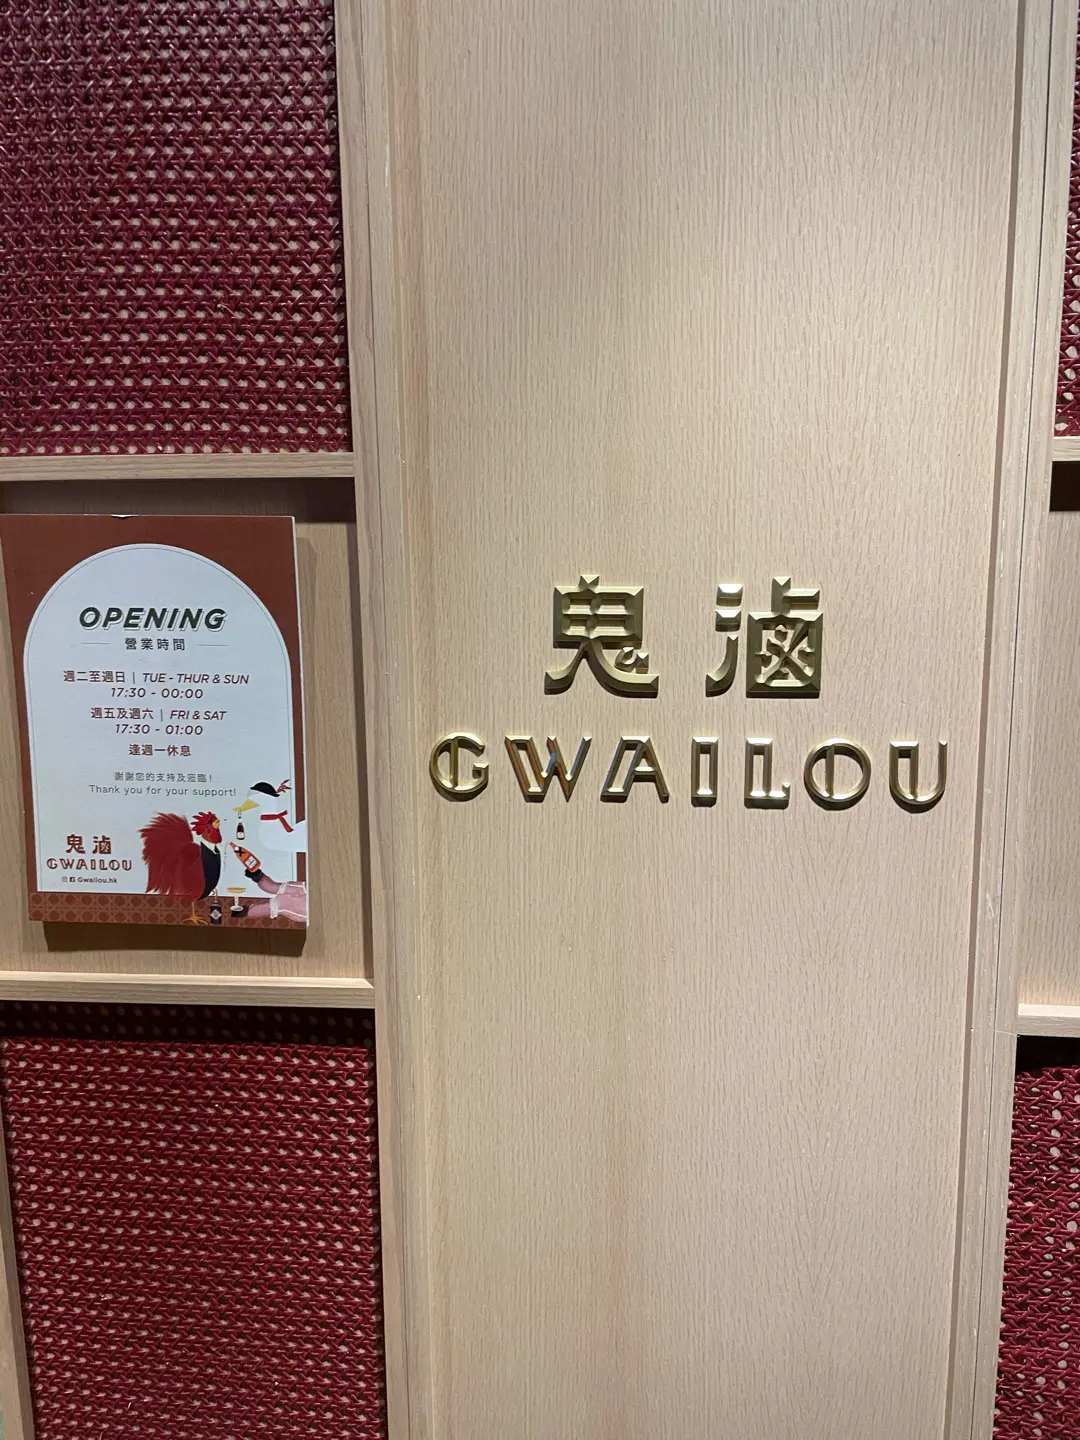 鬼滷
GWAILOU
OPENING
營業時間
週二至週日 | TUE - THUR & SUN
17:30 - 00:00
週五及週六 | FRI & SAT
17:30 - 01:00
逢週一休息
謝謝您的支持及蒞臨!
Thank you for your support!
鬼滷
GWAILOU
Gwailou.hk